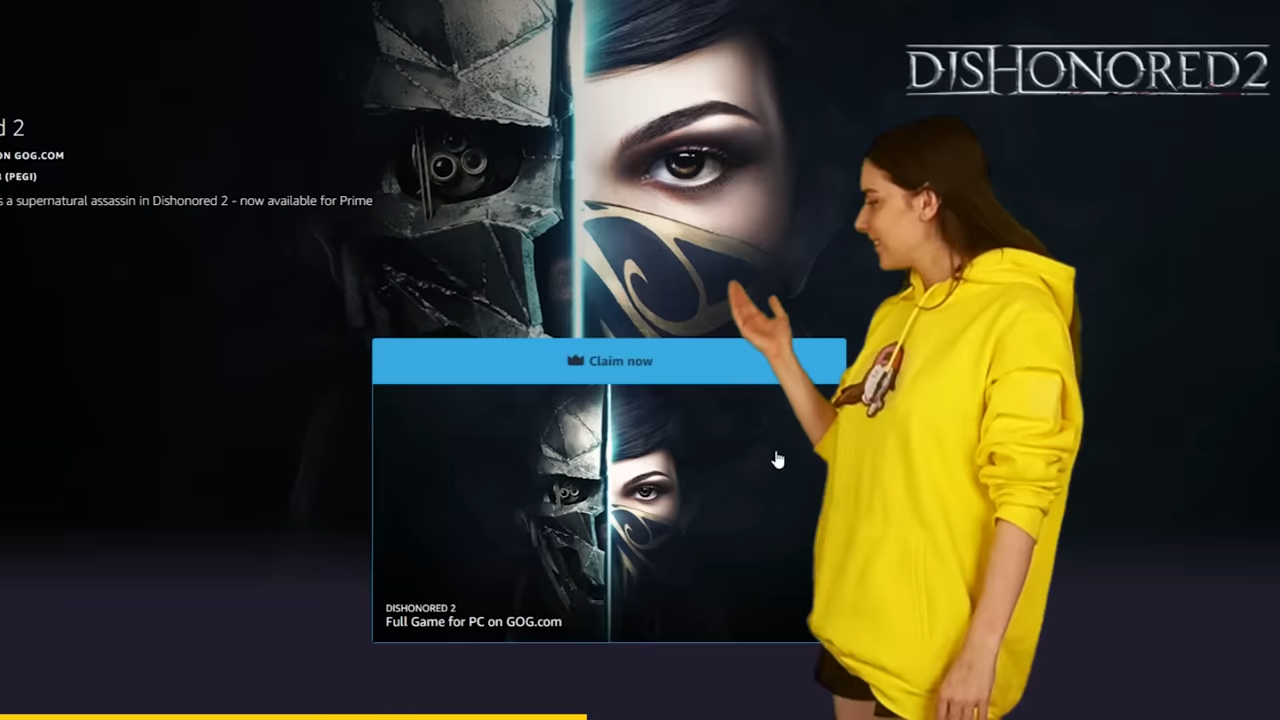 DISHONORED2
d 2
ON GOG.COM
(PEGI)
s a supernatural assassin in Dishonored 2 - now available for Prime
Claim now
DISHONORED 2
Full Game for PC on GOG.com